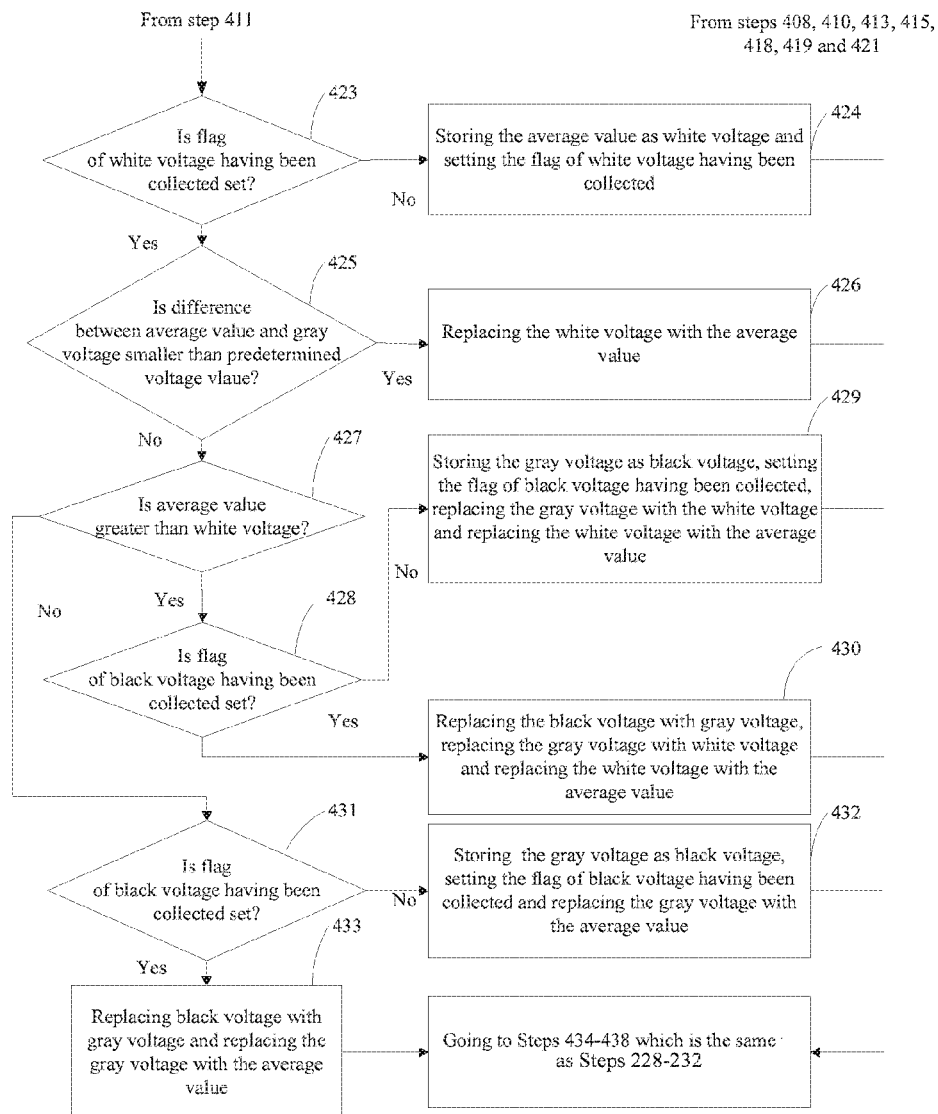 From step 411
From steps 408, 410, 413, 415,
418, 419 and 421
423
Is flag
of white voltage having been
collected set?
No
Yes
424
Storing the average value as white voltage and
setting the flag of white voltage having been
collected
425
Is difference
between average value and gray
voltage smaller than predetermined
voltage vlaue?
Yes
No
426
Replacing the white voltage with the average
value
427
Is average value
greater than white voltage?
No
Yes
429
Storing the gray voltage as black voltage, setting
the flag of black voltage having been collected,
replacing the gray voltage with the white voltage
and replacing the white voltage with the average
value
428
Is flag
of black voltage having been
collected set?
No
Yes
430
Replacing the black voltage with gray voltage,
replacing the gray voltage with white voltage
and replacing the white voltage with the
average value
431
Is flag
of black voltage having been
collected set?
No
Yes
432
Storing the gray voltage as black voltage,
setting the flag of black voltage having been
collected and replacing the gray voltage with
the average value
433
Replacing black voltage with
gray voltage and replacing the
gray voltage with the average
value
Going to Steps 434-438 which is the same
as Steps 228-232